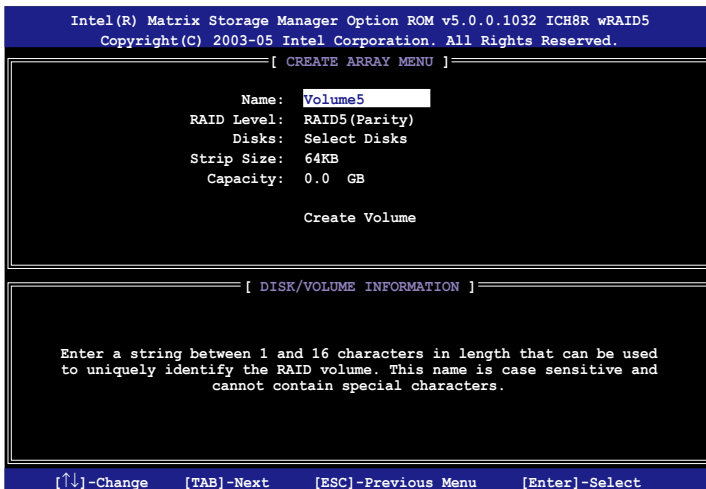 Intel(R) Matrix Storage Manager Option ROM v5.0.0.1032 ICH8R wRAID5
Copyright(C) 2003-05 Intel Corporation. All Rights Reserved.
[ CREATE ARRAY MENU ]
Name: Volume5
RAID Level: RAID5(Parity)
Disks: Select Disks
Strip Size: 64KB
Capacity: 0.0 GB
Create Volume
[ DISK/VOLUME INFORMATION ]
Enter a string between 1 and 16 characters in length that can be used
to uniquely identify the RAID volume. This name is case sensitive and
cannot contain special characters.
[↑↓]-Change [TAB]-Next [ESC]-Previous Menu [Enter]-Select